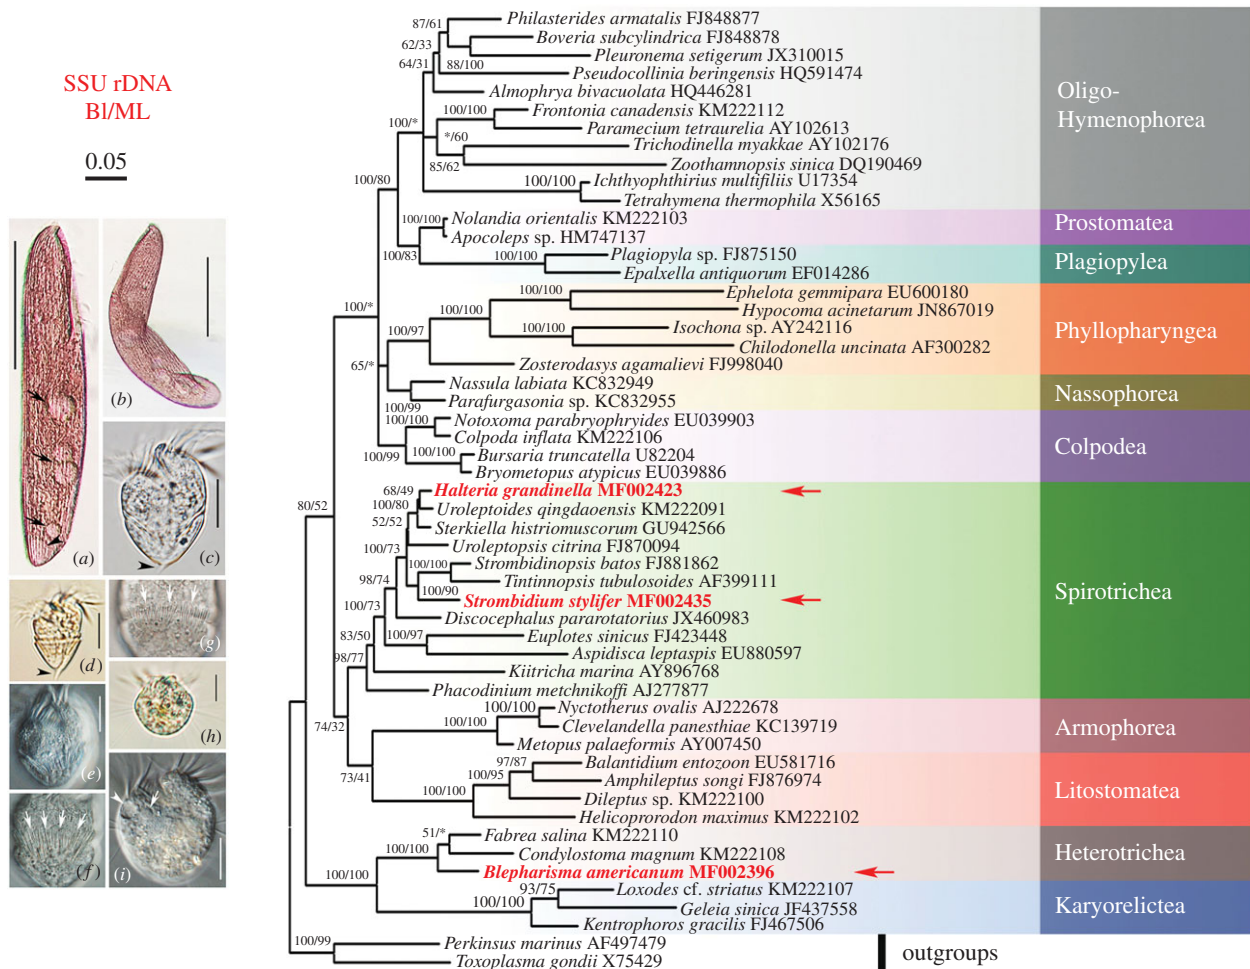 SSU rDNA
BI/ML
0.05
(a)
(b)
(c)
(d)
(e)
(f)
(g)
(h)
(i)
87/61
62/33
64/31
88/100
100/*
100/100
*/60
85/62
100/80
100/100
100/100
100/83
100/100
100/*
100/100
100/100
100/97
100/100
65/*
100/99
100/100
100/99
100/100
80/52
68/49
100/80
52/52
100/73
100/100
98/74
100/90
100/73
83/50
100/97
98/77
74/32
100/100
100/100
73/41
97/87
100/95
100/100
51/*
100/100
100/100
93/75
100/100
100/99
Philasterides armatalis FJ848877
Boveria subcylindrica FJ848878
Pleuronema setigerum JX310015
Pseudocollinia beringensis HQ591474
Almophrya bivacuolata HQ446281
Frontonia canadensis KM222112
Paramecium tetraurelia AY102613
Trichodinella myakkae AY102176
Zoothamnopsis sinica DQ190469
Ichthyophthirius multifiliis U17354
Tetrahymena thermophila X56165
Nolandia orientalis KM222103
Apocoleps sp. HM747137
Plagiopyla sp. FJ875150
Epalxella antiquorum EF014286
Ephelota gemmipara EU600180
Hypocoma acinetarum JN867019
Isochona sp. AY242116
Chilodonella uncinata AF300282
Zosterodasys agamalievi FJ998040
Nassula labiata KC832949
Parafurgasonia sp. KC832955
Notoxoma parabryophryides EU039903
Colpoda inflata KM222106
Bursaria truncatella U82204
Bryometopus atypicus EU039886
Halteria grandinella MF002423
Uroleptoides qingdaoensis KM222091
Sterkiella histriomuscorum GU942566
Uroleptopsis citrina FJ870094
Strombidinopsis batos FJ881862
Tintinnopsis tubulosoides AF399111
Strombidium stylifer MF002435
Discocephalus pararotatorius JX460983
Euplotes sinicus FJ423448
Aspidisca leptaspis EU880597
Kiitricha marina AY896768
Phacodinium metchnikoffi AJ277877
Nyctotherus ovalis AJ222678
Clevelandella panesthiae KC139719
Metopus palaeformis AY007450
Balantidium entozoon EU581716
Amphileptus songi FJ876974
Dileptus sp. KM222100
Helicoprorodon maximus KM222102
Fabrea salina KM222110
Condylostoma magnum KM222108
Blepharisma americanum MF002396
Loxodes cf. striatus KM222107
Geleia sinica JF437558
Kentrophoros gracilis FJ467506
Perkinsus marinus AF497479
Toxoplasma gondii X75429
Oligo-
Hymenophorea
Prostomatea
Plagiopylea
Phyllopharyngea
Nassophorea
Colpodea
Spirotrichea
Armophorea
Litostomatea
Heterotrichea
Karyorelictea
outgroups